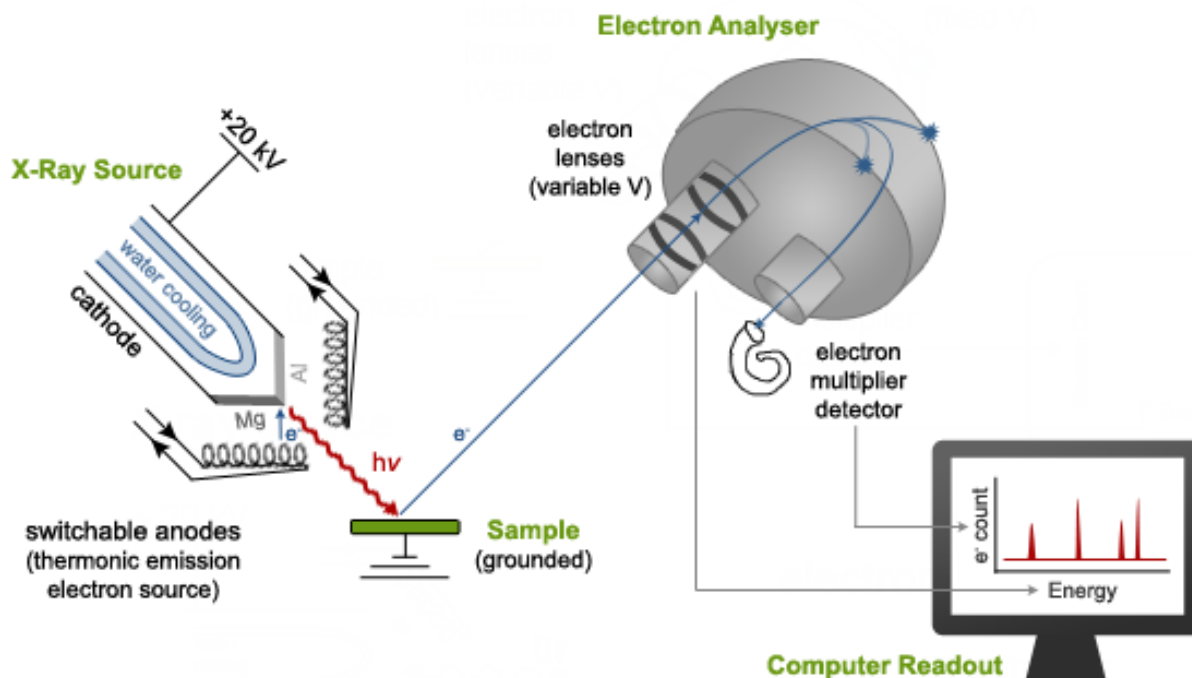 Electron Analyser
+20 kV
X-Ray Source
electron
lenses
(variable V)
water cooling
cathode
Al
Mg
e-
hν
e-
switchable anodes
(thermonic emission
electron source)
Sample
(grounded)
electron
multiplier
detector
e- count
Energy
Computer Readout